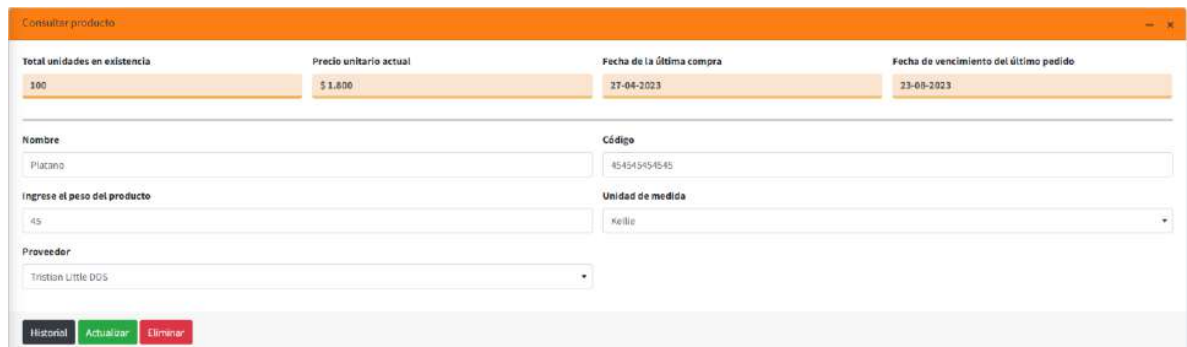 Consultar producto
Total unidades en existencia
Precio unitario actual
Fecha de la última compra
Fecha de vencimiento del último pedido
100
$ 1.800
27-04-2023
23-08-2023
Nombre
Código
Platano
454545454545
Ingrese el peso del producto
Unidad de medida
45
Kellie
Proveedor
Tristian Little DDS
Historial
Actualizar
Eliminar